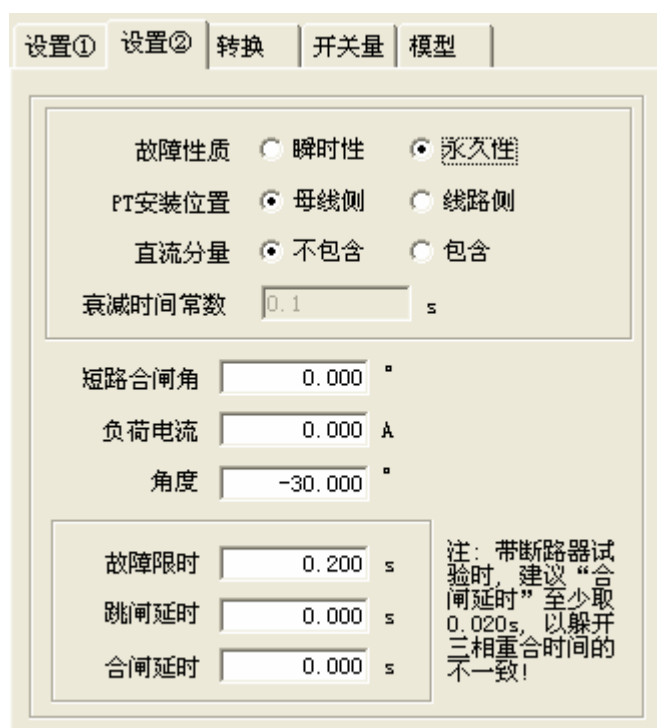 设置① 设置② 转换 开关量 模型
故障性质 瞬时性 永久性
PT安装位置 母线侧 线路侧
直流分量 不包含 包含
衰减时间常数 0.1 s
短路合闸角 0.000 °
负荷电流 0.000 A
角度 -30.000 °
故障限时 0.200 s
跳闸延时 0.000 s
合闸延时 0.000 s
注：带断路器试
验时，建议“合
闸延时”至少取
0.020s，以躲开
三相重合时间的
不一致！